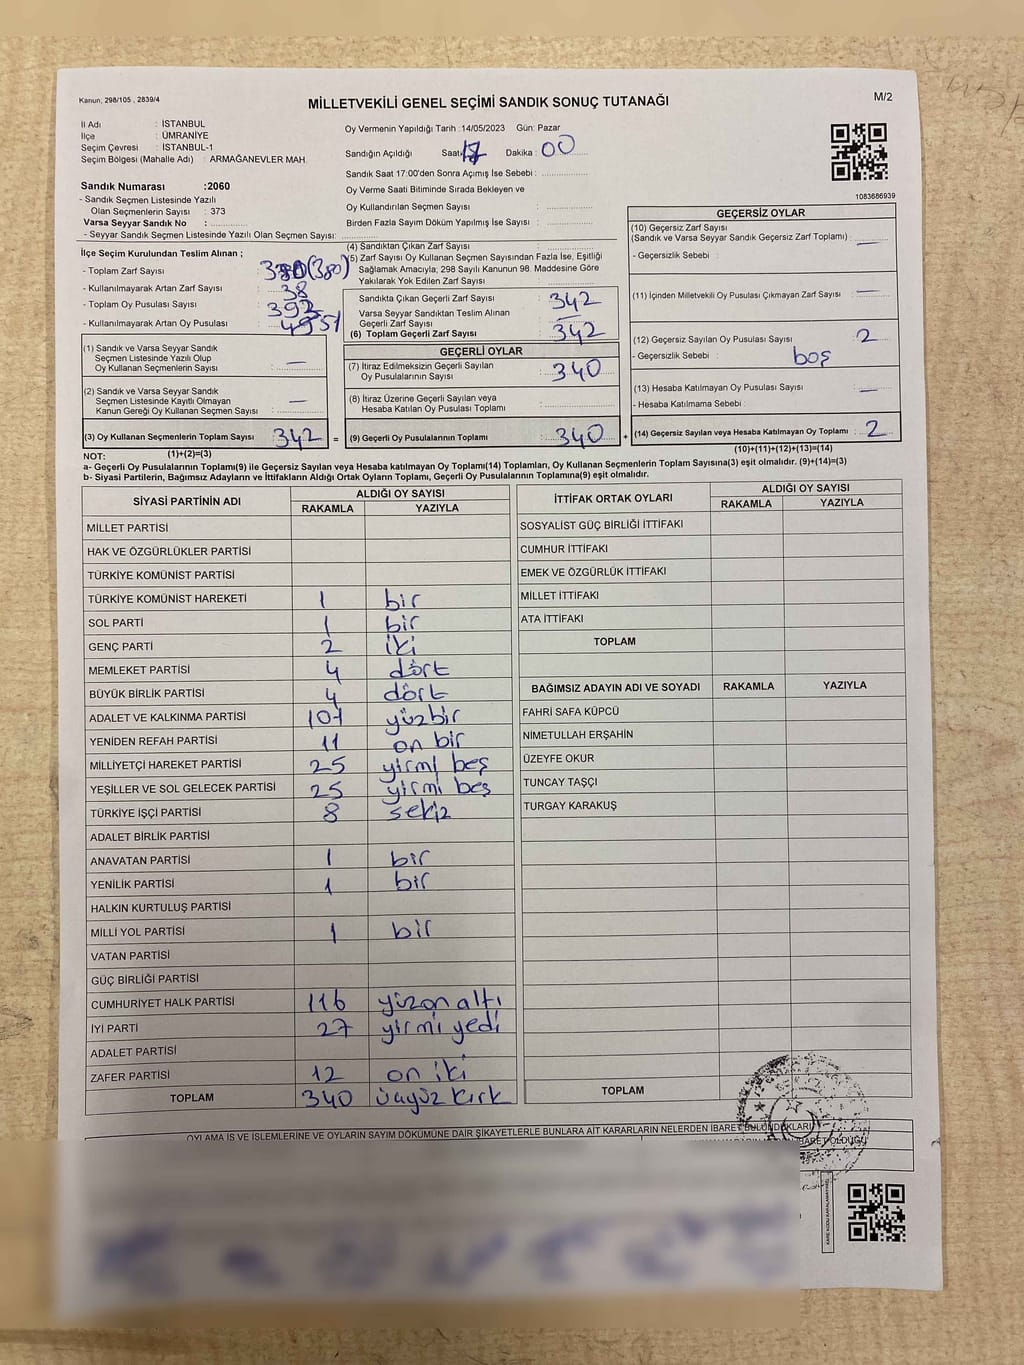 Kanun, 298/105 , 2839/4
MİLLETVEKİLİ GENEL SEÇİMİ SANDIK SONUÇ TUTANAĞI
M/2
İl Adı : İSTANBUL
İlçe : ÜMRANİYE
Seçim Çevresi : İSTANBUL-1
Seçim Bölgesi (Mahalle Adı) : ARMAĞANEVLER MAH.
Sandık Numarası :2060
- Sandık Seçmen Listesinde Yazılı
Olan Seçmenlerin Sayısı : 373
Varsa Seyyar Sandık No :
- Seyyar Sandık Seçmen Listesinde Yazılı Olan Seçmen Sayısı:
Oy Vermenin Yapıldığı Tarih :14/05/2023 Gün: Pazar
Sandığın Açıldığı Saat: 17 Dakika : 00
Sandık Saat 17:00'den Sonra Açımış İse Sebebi :
Oy Verme Saati Bitiminde Sırada Bekleyen ve
Oy Kullandırılan Seçmen Sayısı :
Birden Fazla Sayım Döküm Yapılmış İse Sayısı :
1083686939
İlçe Seçim Kurulundan Teslim Alınan ;
- Toplam Zarf Sayısı : (380)
- Kullanılmayarak Artan Zarf Sayısı : 38
- Toplam Oy Pusulası Sayısı : 393
- Kullanılmayarak Artan Oy Pusulası : 51
(1) Sandık ve Varsa Seyyar Sandık
Seçmen Listesinde Yazılı Olup
Oy Kullanan Seçmenlerin Sayısı : —
(2) Sandık ve Varsa Seyyar Sandık
Seçmen Listesinde Kayıtlı Olmayan
Kanun Gereği Oy Kullanan Seçmen Sayısı : —
(3) Oy Kullanan Seçmenlerin Toplam Sayısı : 342 =
(4) Sandıktan Çıkan Zarf Sayısı :
(5) Zarf Sayısı Oy Kullanan Seçmen Sayısından Fazla İse, Eşitliği
Sağlamak Amacıyla; 298 Sayılı Kanunun 98. Maddesine Göre
Yakılarak Yok Edilen Zarf Sayısı :
Sandıkta Çıkan Geçerli Zarf Sayısı : 342
Varsa Seyyar Sandıktan Teslim Alınan
Geçerli Zarf Sayısı : —
(6) Toplam Geçerli Zarf Sayısı : 342
GEÇERLİ OYLAR
(7) İtiraz Edilmeksizin Geçerli Sayılan
Oy Pusulalarının Sayısı : 340
(8) İtiraz Üzerine Geçerli Sayılan veya
Hesaba Katılan Oy Pusulası Toplamı :
(9) Geçerli Oy Pusulalarının Toplamı : 340 +
GEÇERSİZ OYLAR
(10) Geçersiz Zarf Sayısı
(Sandık ve Varsa Seyyar Sandık Geçersiz Zarf Toplamı) : —
- Geçersizlik Sebebi :
(11) İçinden Milletvekili Oy Pusulası Çıkmayan Zarf Sayısı : —
(12) Geçersiz Sayılan Oy Pusulası Sayısı : 2
- Geçersizlik Sebebi : boş
(13) Hesaba Katılmayan Oy Pusulası Sayısı : —
- Hesaba Katılmama Sebebi :
(14) Geçersiz Sayılan veya Hesaba Katılmayan Oy Toplamı : 2
(1)+(2)=(3)
(10)+(11)+(12)+(13)=(14)
NOT:
a- Geçerli Oy Pusulalarının Toplamı(9) ile Geçersiz Sayılan veya Hesaba katılmayan Oy Toplamı(14) Toplamları, Oy Kullanan Seçmenlerin Toplam Sayısına(3) eşit olmalıdır. (9)+(14)=(3)
b- Siyasi Partilerin, Bağımsız Adayların ve İttifakların Aldığı Ortak Oyların Toplamı, Geçerli Oy Pusulalarının Toplamına(9) eşit olmalıdır.
SİYASİ PARTİNİN ADI ALDIĞI OY SAYISI
RAKAMLA YAZIYLA
MİLLET PARTİSİ
HAK VE ÖZGÜRLÜKLER PARTİSİ
TÜRKİYE KOMÜNİST PARTİSİ
TÜRKİYE KOMÜNİST HAREKETİ 1 bir
SOL PARTİ 1 bir
GENÇ PARTİ 2 iki
MEMLEKET PARTİSİ 4 dört
BÜYÜK BİRLİK PARTİSİ 4 dört
ADALET VE KALKINMA PARTİSİ 101 yüzbir
YENİDEN REFAH PARTİSİ 11 on bir
MİLLİYETÇİ HAREKET PARTİSİ 25 yirmi beş
YEŞİLLER VE SOL GELECEK PARTİSİ 25 yirmi beş
TÜRKİYE İŞÇİ PARTİSİ 8 sekiz
ADALET BİRLİK PARTİSİ
ANAVATAN PARTİSİ 1 bir
YENİLİK PARTİSİ 1 bir
HALKIN KURTULUŞ PARTİSİ
MİLLİ YOL PARTİSİ 1 bir
VATAN PARTİSİ
GÜÇ BİRLİĞİ PARTİSİ
CUMHURİYET HALK PARTİSİ 116 yüzon altı
İYİ PARTİ 27 yirmi yedi
ADALET PARTİSİ
ZAFER PARTİSİ 12 on iki
TOPLAM 340 üçyüz kırk
İTTİFAK ORTAK OYLARI ALDIĞI OY SAYISI
RAKAMLA YAZIYLA
SOSYALİST GÜÇ BİRLİĞİ İTTİFAKI
CUMHUR İTTİFAKI
EMEK VE ÖZGÜRLÜK İTTİFAKI
MİLLET İTTİFAKI
ATA İTTİFAKI
TOPLAM
BAĞIMSIZ ADAYIN ADI VE SOYADI RAKAMLA YAZIYLA
FAHRİ SAFA KÜPCÜ
NİMETULLAH ERŞAHİN
ÜZEYFE OKUR
TUNCAY TAŞÇI
TURGAY KARAKUŞ
TOPLAM
OYLAMA İŞ VE İŞLEMLERİNE VE OYLARIN SAYIM DÖKÜMÜNE DAİR ŞİKAYETLERLE BUNLARA AİT KARARLARIN NELERDEN İBARET BULUNDUKLARI